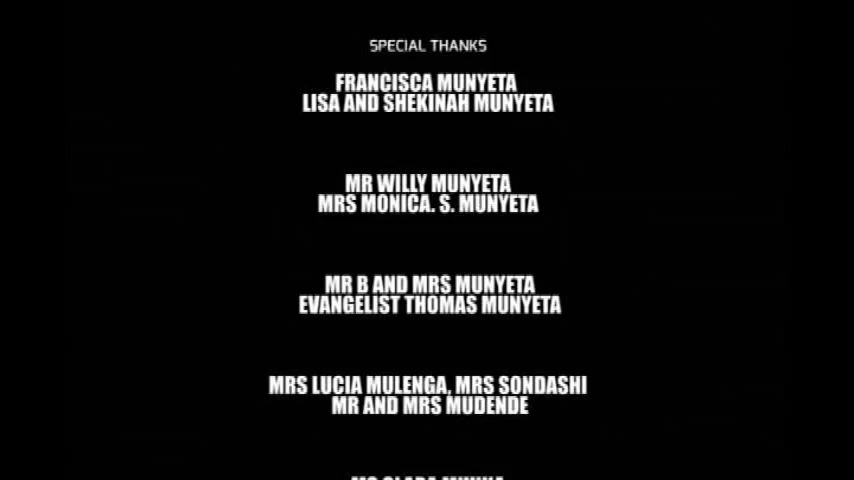 SPECIAL THANKS
FRANCISCA MUNYETA
LISA AND SHEKINAH MUNYETA
MR WILLY MUNYETA
MRS MONICA. S. MUNYETA
MR B AND MRS MUNYETA
EVANGELIST THOMAS MUNYETA
MRS LUCIA MULENGA, MRS SONDASHI
MR AND MRS MUDENDE